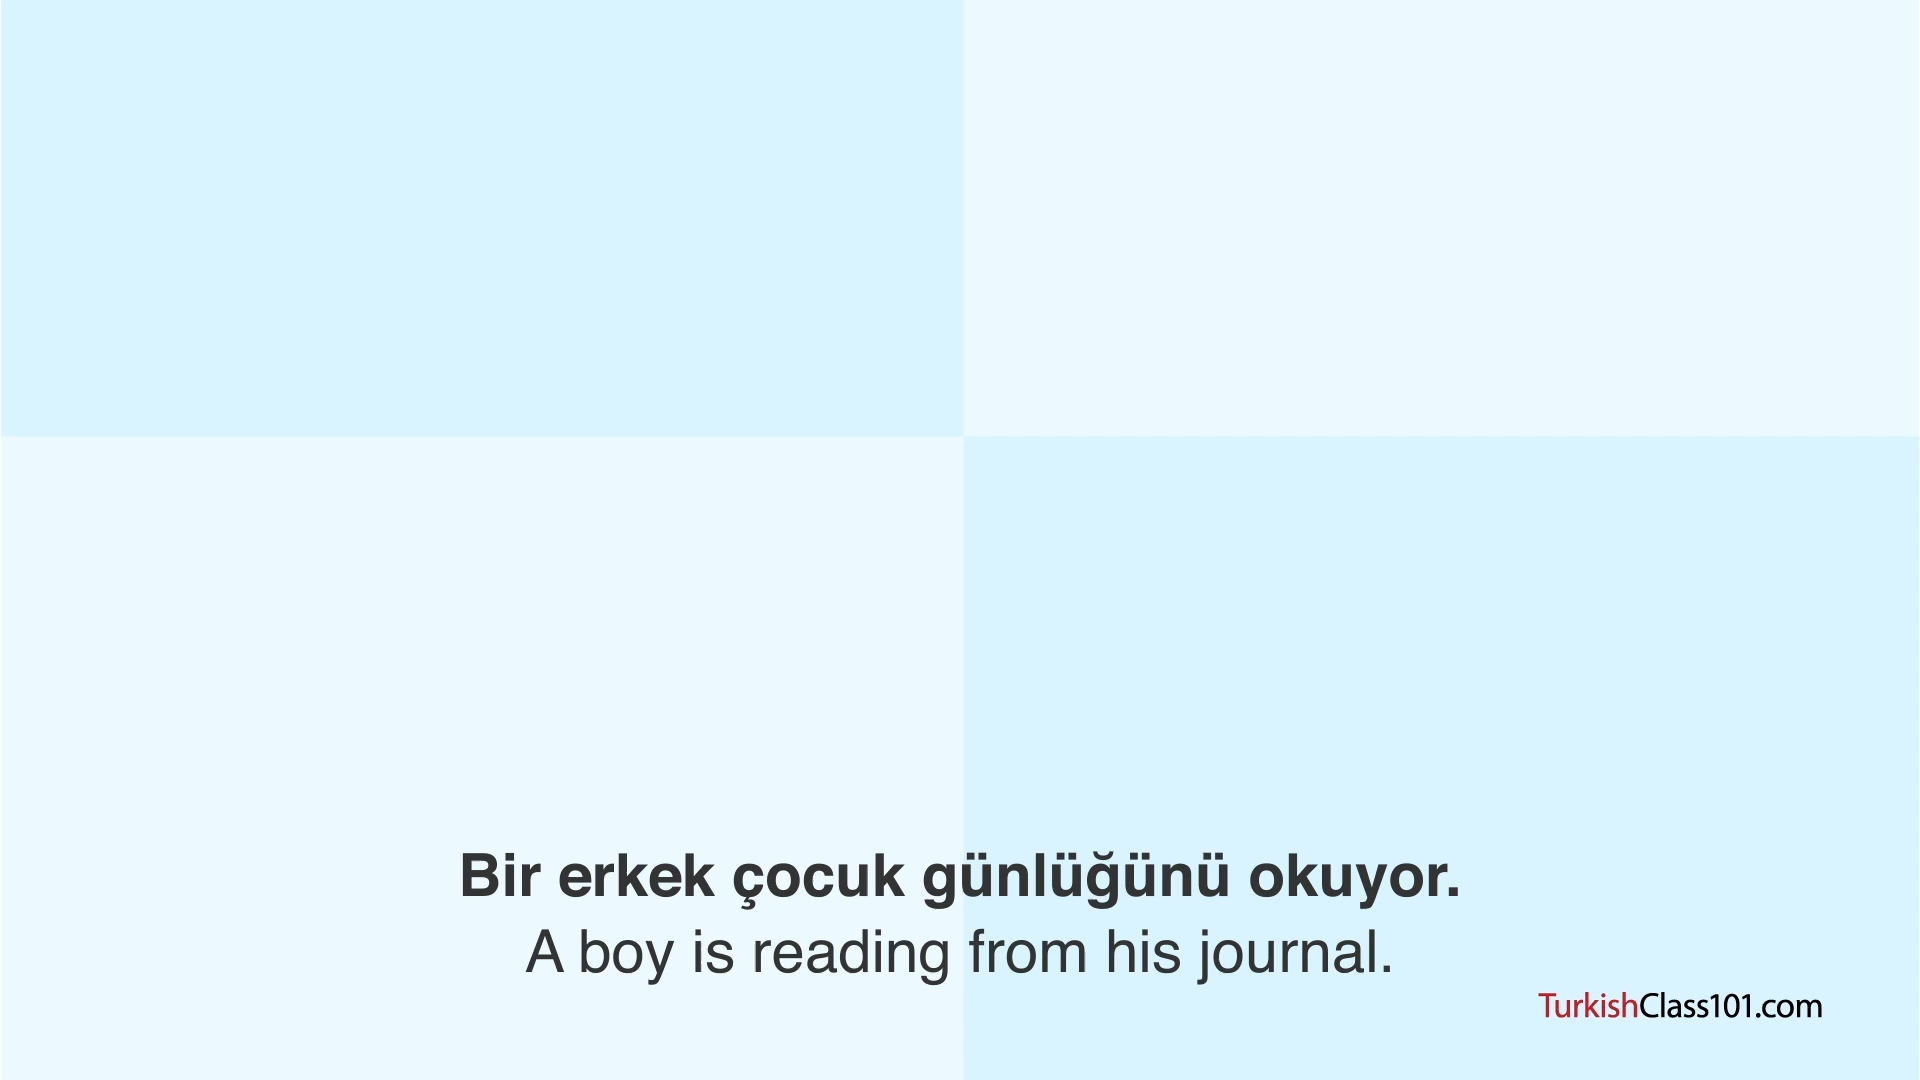 Bir erkek çocuk günlüğünü okuyor.
A boy is reading from his journal.
TurkishClass101.com